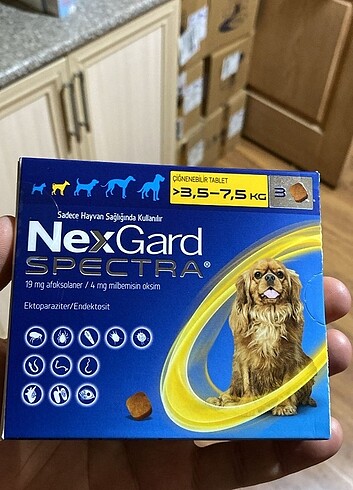 ÇİĞNENEBİLİR TABLET
>3,5–7,5 KG
3
Sadece Hayvan Sağlığında Kullanılır
NexGard
SPECTRA®
19 mg afoksolaner / 4 mg milbemisin oksim
Ektoparaziter/Endektosit